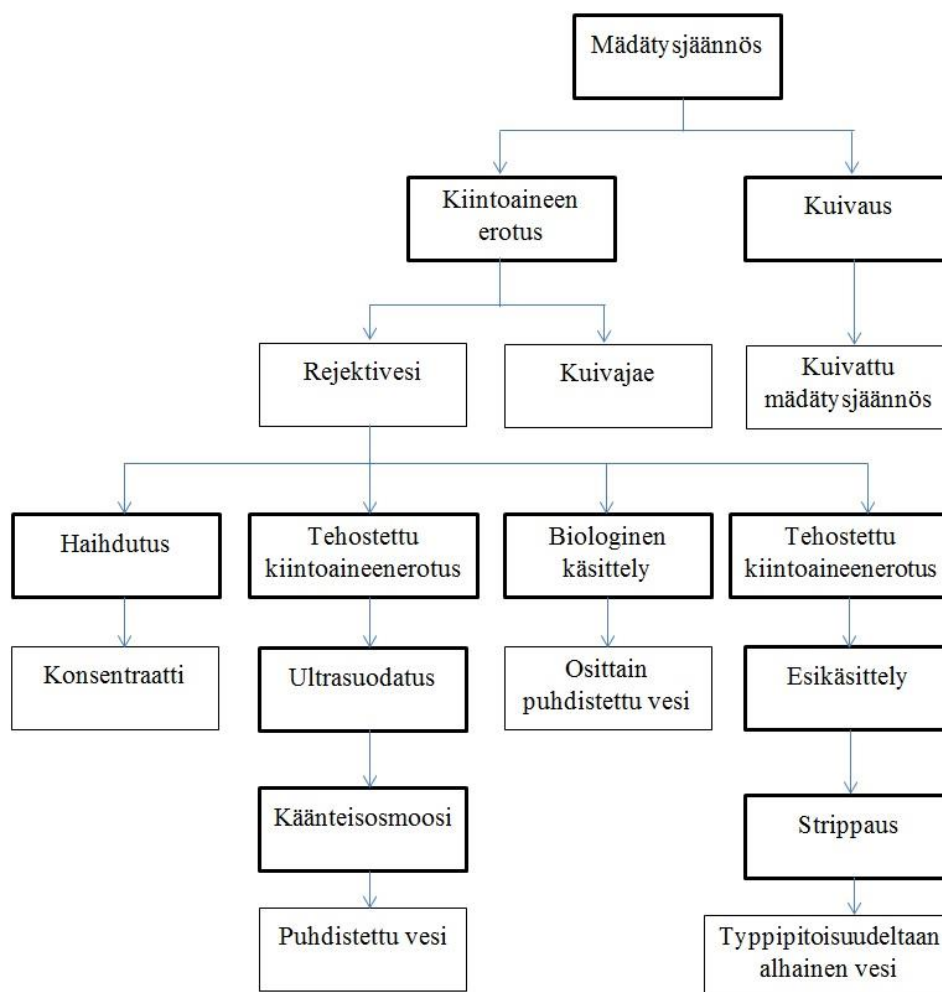 Mädätysjäännös
Kiintoaineen
erotus
Kuivaus
Rejektivesi
Kuivajae
Kuivattu
mädätysjäännös
Haihdutus
Tehostettu
kiintoaineenerotus
Biologinen
käsittely
Tehostettu
kiintoaineenerotus
Konsentraatti
Ultrasuodatus
Osittain
puhdistettu vesi
Esikäsittely
Käänteisosmoosi
Strippaus
Puhdistettu vesi
Typpipitoisuudeltaan
alhainen vesi